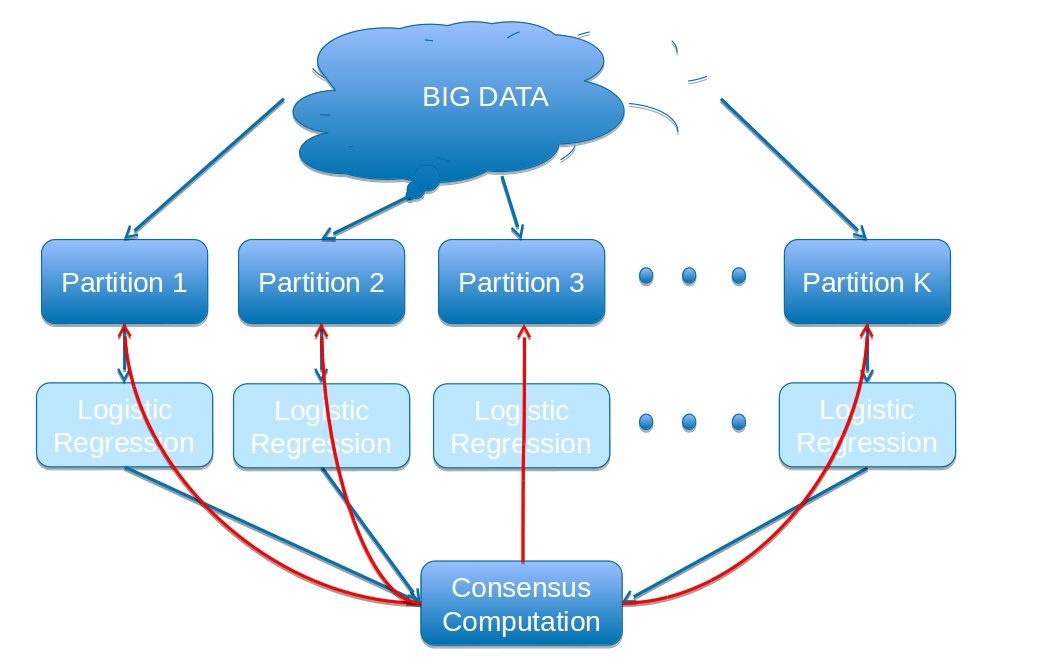 BIG DATA
Partition 1
Partition 2
Partition 3
Partition K
Logistic
Regression
Logistic
Regression
Logistic
Regression
Logistic
Regression
Consensus
Computation